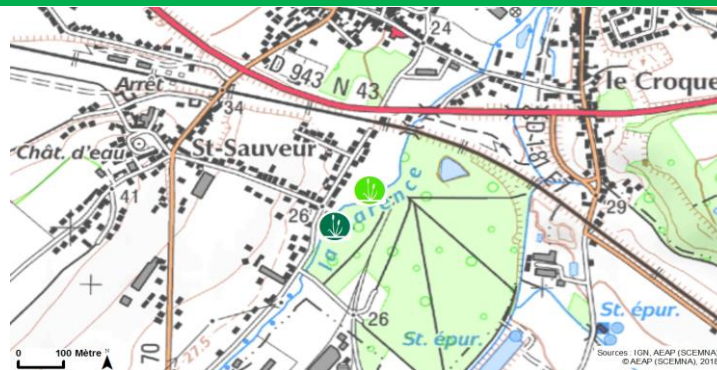 24
D 943
N 43
le Croque
Arrêt
34
D 181
Chât. d'eau
St-Sauveur
41
26
la Clarence
29
26
St. épur.
St. épur.
27.5
70
0 100 Mètre
N
Sources : IGN, AEAP (SCEMNA)
© AEAP (SCEMNA), 2018